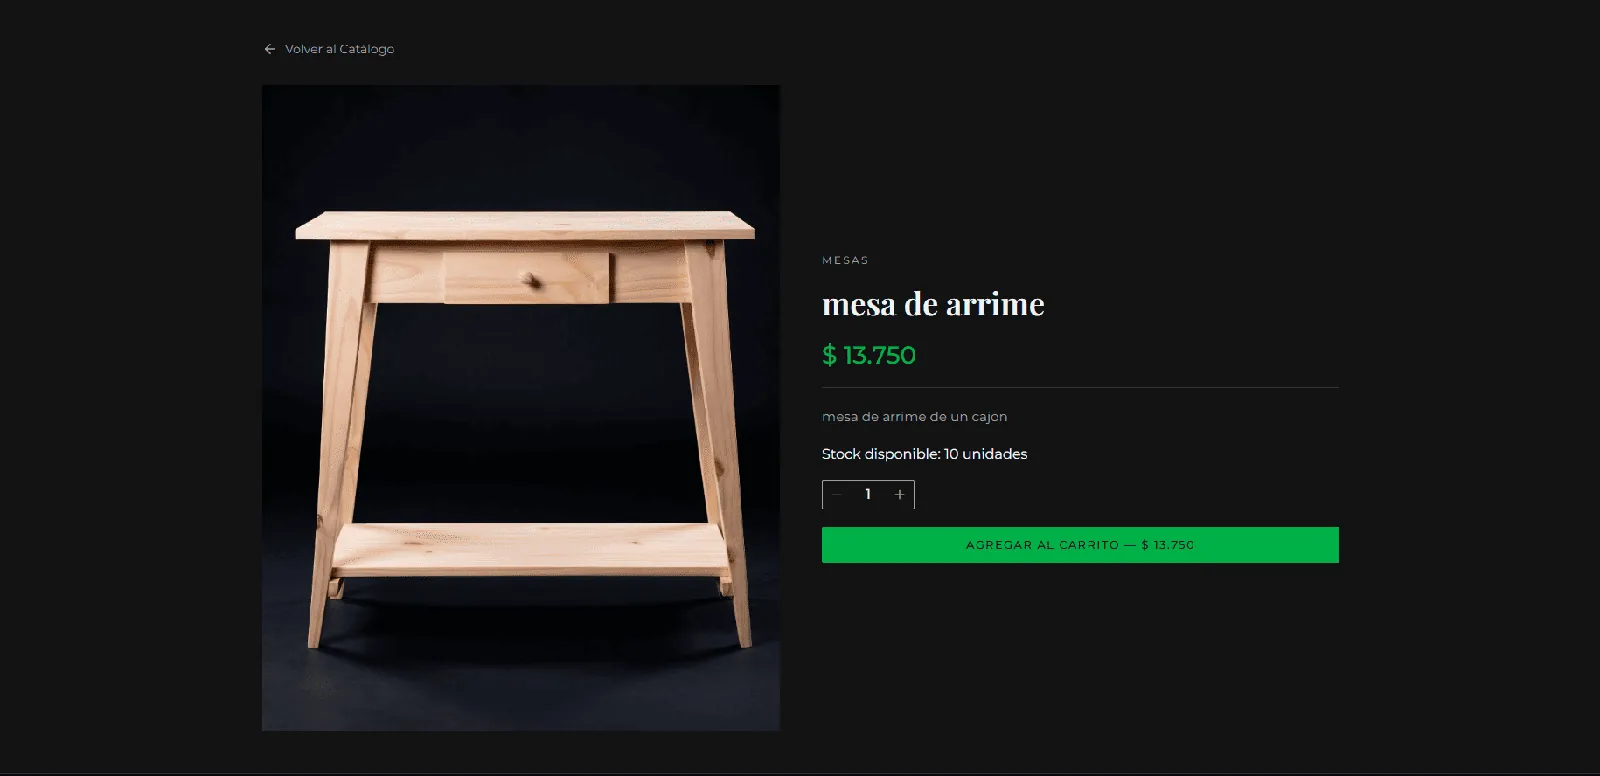 ← Volver al Catálogo
MESAS
mesa de arrime
$ 13.750
mesa de arrime de un cajon
Stock disponible: 10 unidades
− 1 +
AGREGAR AL CARRITO — $ 13.750